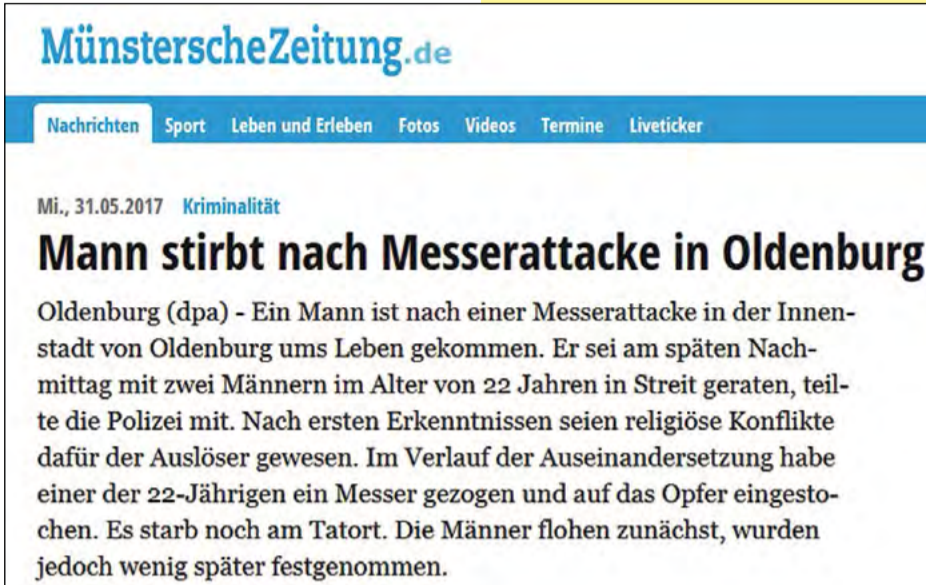 MünsterscheZeitung.de
Nachrichten Sport Leben und Erleben Fotos Videos Termine Liveticker
Mi., 31.05.2017 Kriminalität
Mann stirbt nach Messerattacke in Oldenburg
Oldenburg (dpa) - Ein Mann ist nach einer Messerattacke in der Innen-
stadt von Oldenburg ums Leben gekommen. Er sei am späten Nach-
mittag mit zwei Männern im Alter von 22 Jahren in Streit geraten, teil-
te die Polizei mit. Nach ersten Erkenntnissen seien religiöse Konflikte
dafür der Auslöser gewesen. Im Verlauf der Auseinandersetzung habe
einer der 22-Jährigen ein Messer gezogen und auf das Opfer eingesto-
chen. Es starb noch am Tatort. Die Männer flohen zunächst, wurden
jedoch wenig später festgenommen.